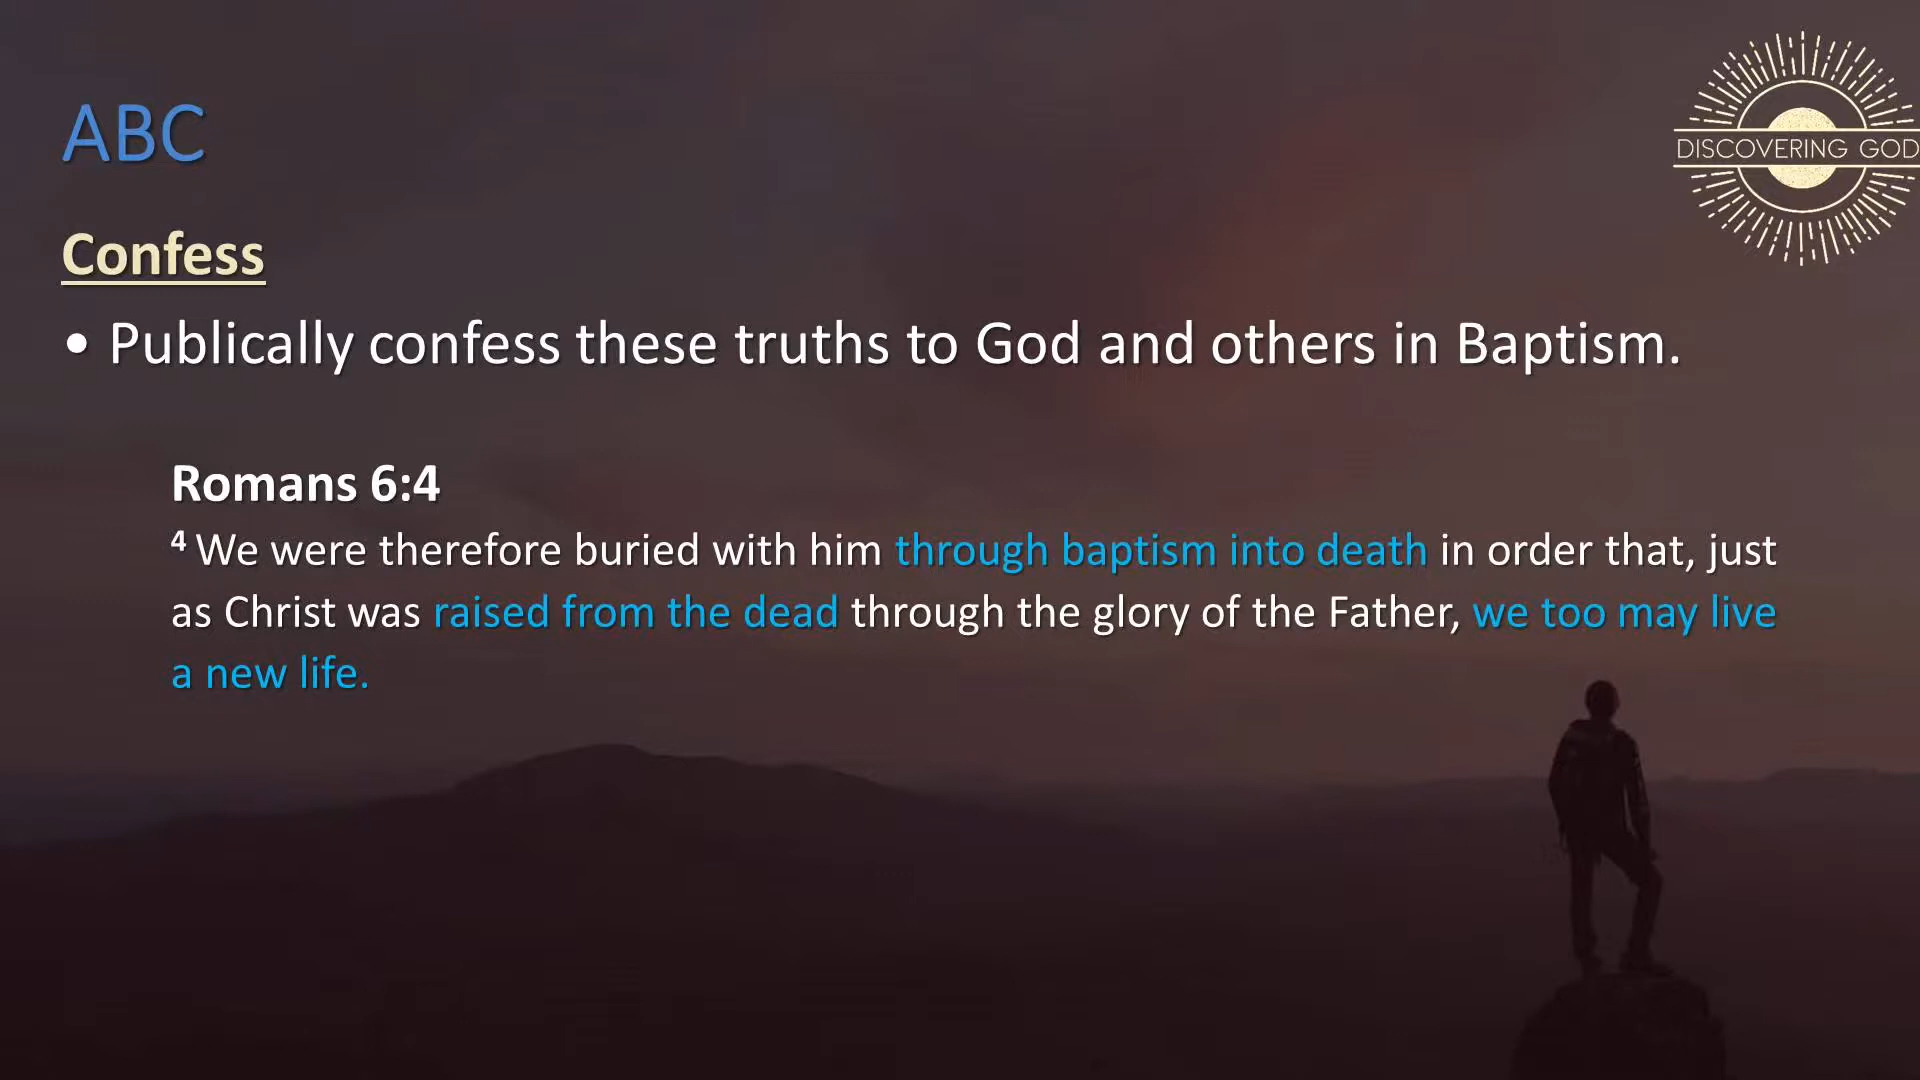 ABC
DISCOVERING GOD
Confess
• Publically confess these truths to God and others in Baptism.
Romans 6:4
4 We were therefore buried with him through baptism into death in order that, just
as Christ was raised from the dead through the glory of the Father, we too may live
a new life.